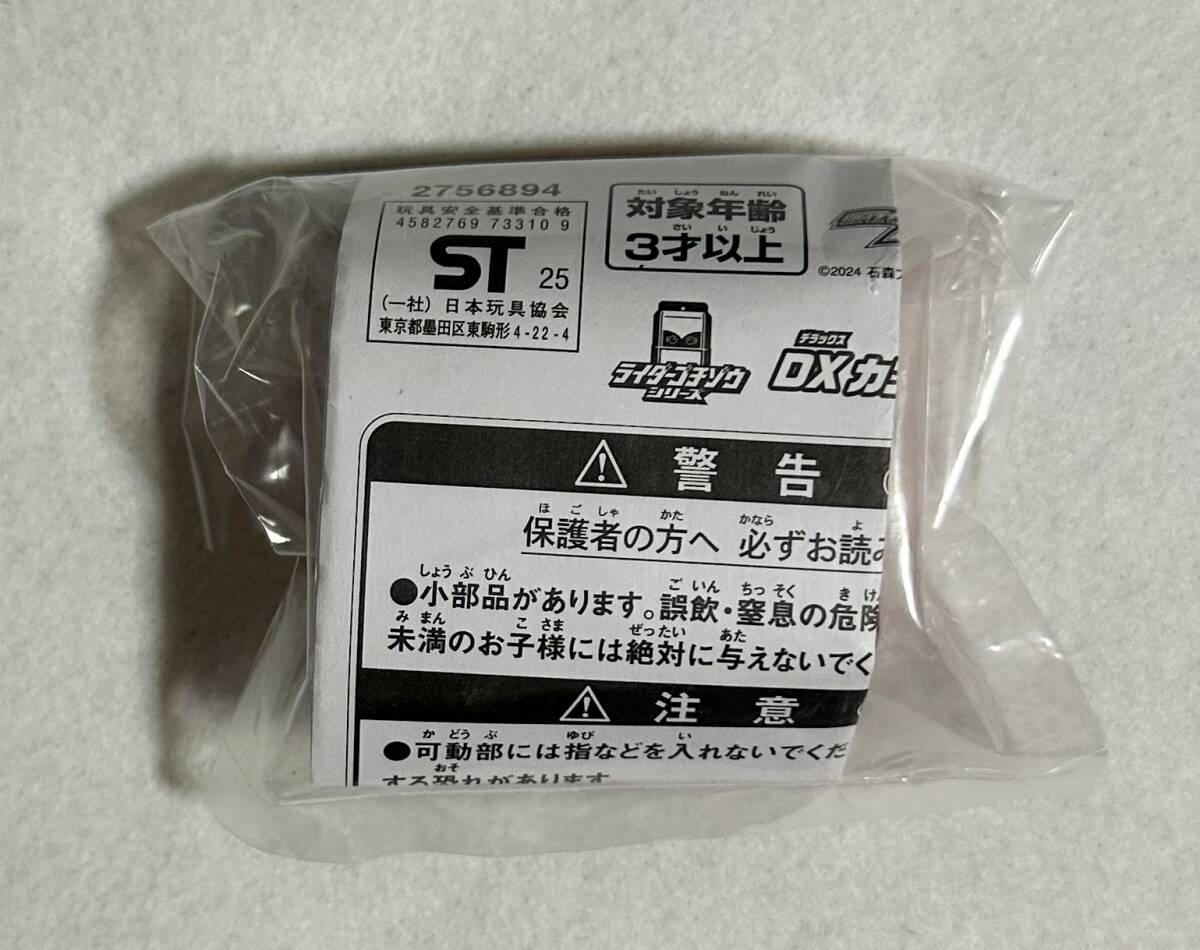 2756894
玩具安全基準合格
4582769 73310 9
ST 25
(一社) 日本玩具協会
東京都墨田区東駒形4-22-4
たい しょう ねん れい
対象年齢
さい い じょう
3才以上
©2024 石森
ライダーゴチゾウ
シリーズ
デラックス
DXカ
警告
ほ ご しゃ かた かなら よ
保護者の方へ 必ずお読み
しょう ぶ ひん ご いん ちっ そく き けん
●小部品があります。誤飲・窒息の危険
み まん こ さま ぜったい あた
未満のお子様には絶対に与えないでく
注意
か どう ぶ ゆび い
●可動部には指などを入れないでくだ
おそ
する恐れがあります